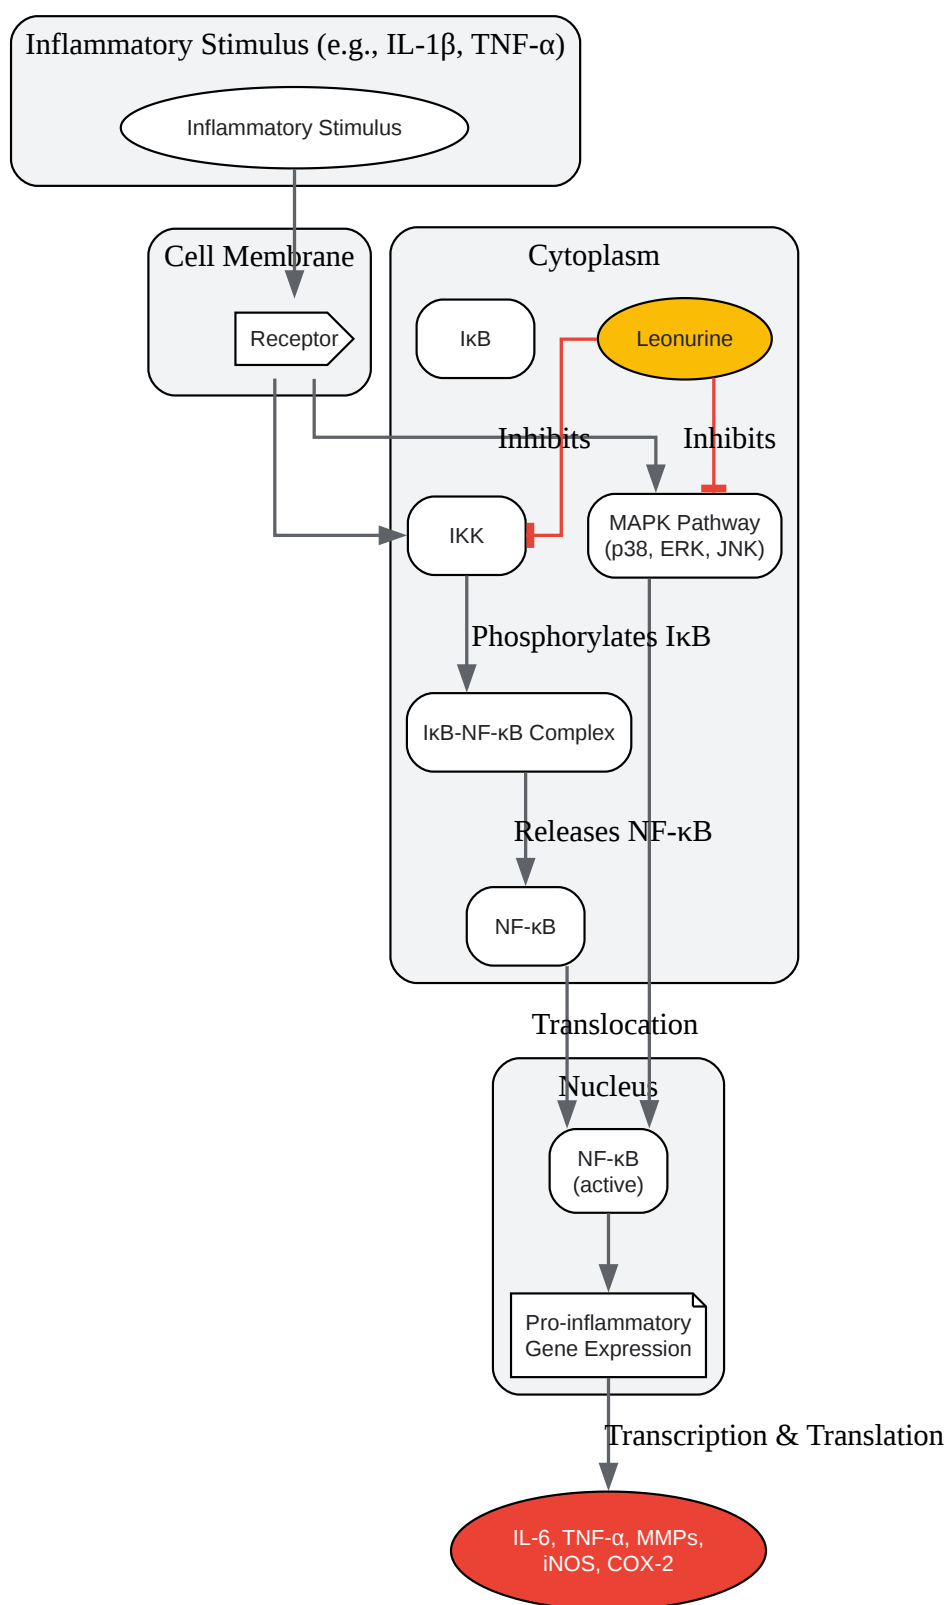 Inflammatory Stimulus (e.g., IL-1β, TNF-α)
Inflammatory Stimulus
Cell Membrane
Cytoplasm
Receptor
IκB
Leonurine
Inhibits
Inhibits
IKK
MAPK Pathway
(p38, ERK, JNK)
Phosphorylates IκB
IκB-NF-κB Complex
Releases NF-κB
NF-κB
Translocation
Nucleus
NF-κB
(active)
Pro-inflammatory
Gene Expression
Transcription & Translation
IL-6, TNF-α, MMPs,
iNOS, COX-2